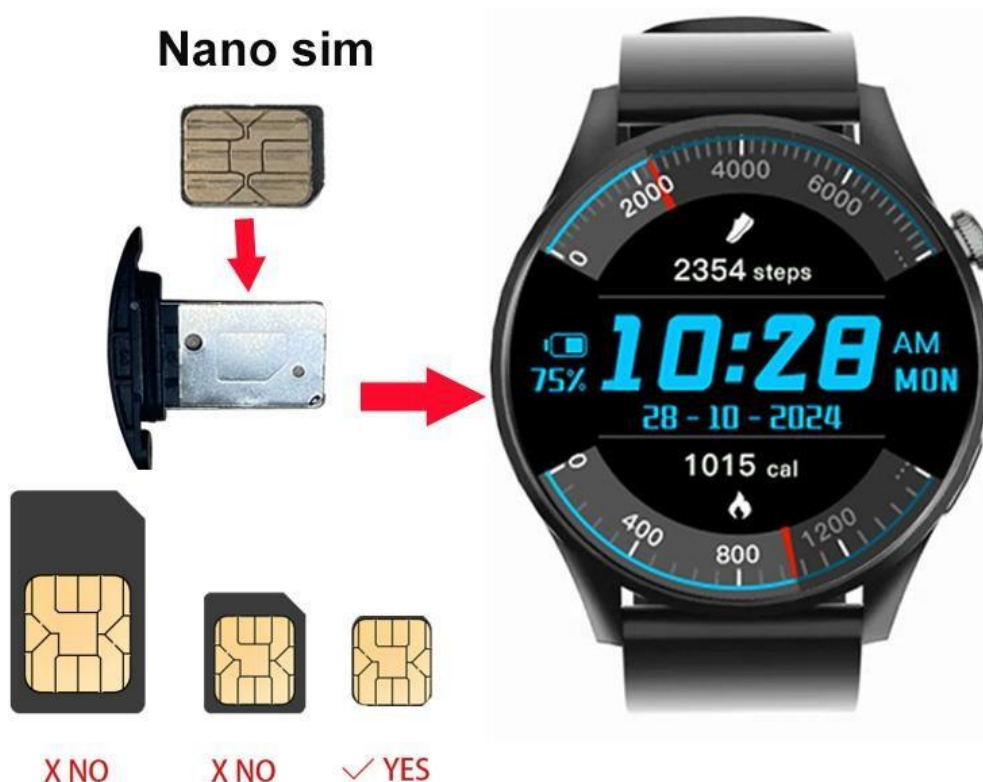 Nano sim
0 2000 4000 6000
2354 steps
75% 10:28 AM MON
28 - 10 - 2024
1015 cal
0 400 800 1200
X NO X NO ✓ YES